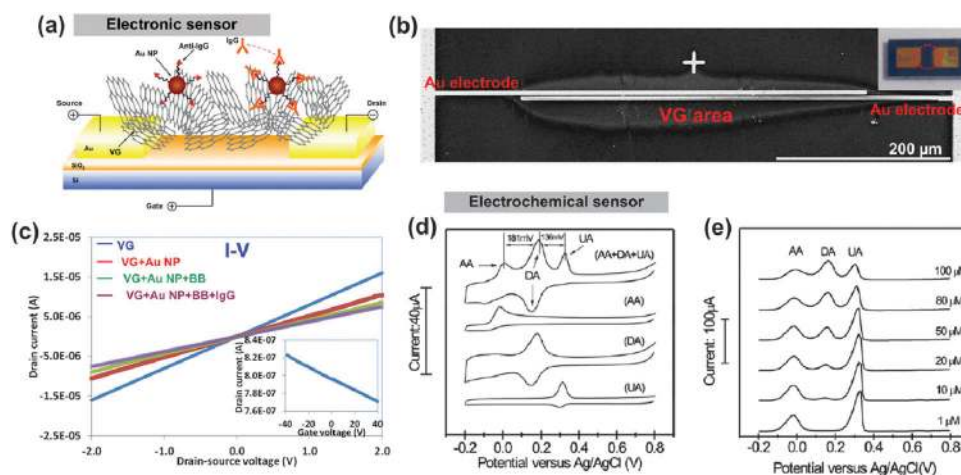 (a)
Electronic sensor
Anti-IgG
IgG
Au NP
Source
Drain
Au
VG
SiO₂
Si
Gate
(b)
Au electrode
Au electrode
VG area
200 µm
(c)
I-V
VG
VG+Au NP
VG+Au NP+BB
VG+Au NP+BB+IgG
Drain current (A)
2.5E-05
1.5E-05
5.0E-06
-5.0E-06
-1.5E-05
-2.5E-05
-2.0
-1.0
0.0
1.0
2.0
Drain-source voltage (V)
Drain current (A)
8.4E-07
8.2E-07
8.0E-07
7.8E-07
7.6E-07
-40
0
40
Gate voltage (V)
Electrochemical sensor
(d)
181mV
136mV
AA
DA
UA
(AA+DA+UA)
(AA)
(DA)
(UA)
Current:40µA
-0.2
0.0
0.2
0.4
0.6
0.8
Potential versus Ag/AgCl(V)
(e)
AA
DA
UA
100 µM
80 µM
50 µM
20 µM
10 µM
1 µM
Current: 100µA
-0.2
0.0
0.2
0.4
0.6
0.8
Potential versus Ag/AgCl (V)